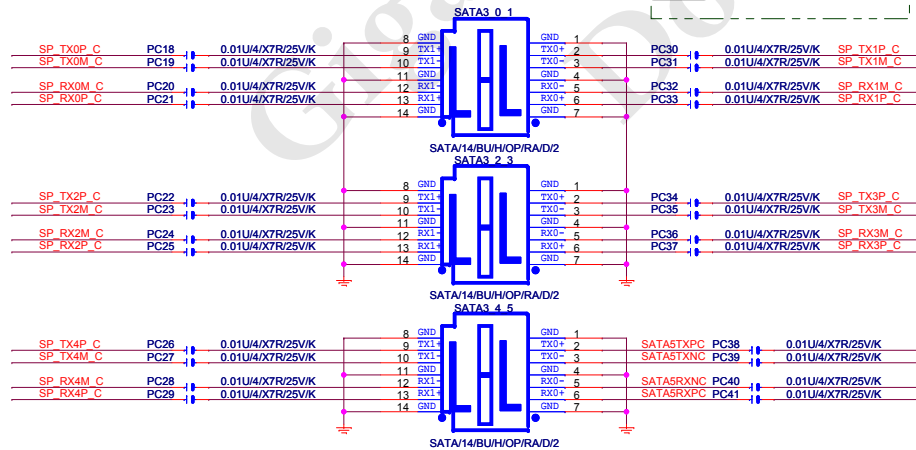 SATA3 0 1
8 GND GND 1
SP_TX0P_C PC18 0.01U/4/X7R/25V/K 9 TX1+ TX0+ 2 PC30 0.01U/4/X7R/25V/K SP_TX1P_C
SP_TX0M_C PC19 0.01U/4/X7R/25V/K 10 TX1- TX0- 3 PC31 0.01U/4/X7R/25V/K SP_TX1M_C
11 GND GND 4
SP_RX0M_C PC20 0.01U/4/X7R/25V/K 12 RX1- RX0- 5 PC32 0.01U/4/X7R/25V/K SP_RX1M_C
SP_RX0P_C PC21 0.01U/4/X7R/25V/K 13 RX1+ RX0+ 6 PC33 0.01U/4/X7R/25V/K SP_RX1P_C
14 GND GND 7
SATA/14/BU/H/OP/RA/D/2
SATA3 2 3
8 GND GND 1
SP_TX2P_C PC22 0.01U/4/X7R/25V/K 9 TX1+ TX0+ 2 PC34 0.01U/4/X7R/25V/K SP_TX3P_C
SP_TX2M_C PC23 0.01U/4/X7R/25V/K 10 TX1- TX0- 3 PC35 0.01U/4/X7R/25V/K SP_TX3M_C
11 GND GND 4
SP_RX2M_C PC24 0.01U/4/X7R/25V/K 12 RX1- RX0- 5 PC36 0.01U/4/X7R/25V/K SP_RX3M_C
SP_RX2P_C PC25 0.01U/4/X7R/25V/K 13 RX1+ RX0+ 6 PC37 0.01U/4/X7R/25V/K SP_RX3P_C
14 GND GND 7
SATA/14/BU/H/OP/RA/D/2
SATA3 4 5
8 GND GND 1
SP_TX4P_C PC26 0.01U/4/X7R/25V/K 9 TX1+ TX0+ 2 SATA5TXPC PC38 0.01U/4/X7R/25V/K
SP_TX4M_C PC27 0.01U/4/X7R/25V/K 10 TX1- TX0- 3 SATA5TXNC PC39 0.01U/4/X7R/25V/K
11 GND GND 4
SP_RX4M_C PC28 0.01U/4/X7R/25V/K 12 RX1- RX0- 5 SATA5RXNC PC40 0.01U/4/X7R/25V/K
SP_RX4P_C PC29 0.01U/4/X7R/25V/K 13 RX1+ RX0+ 6 SATA5RXPC PC41 0.01U/4/X7R/25V/K
14 GND GND 7
SATA/14/BU/H/OP/RA/D/2